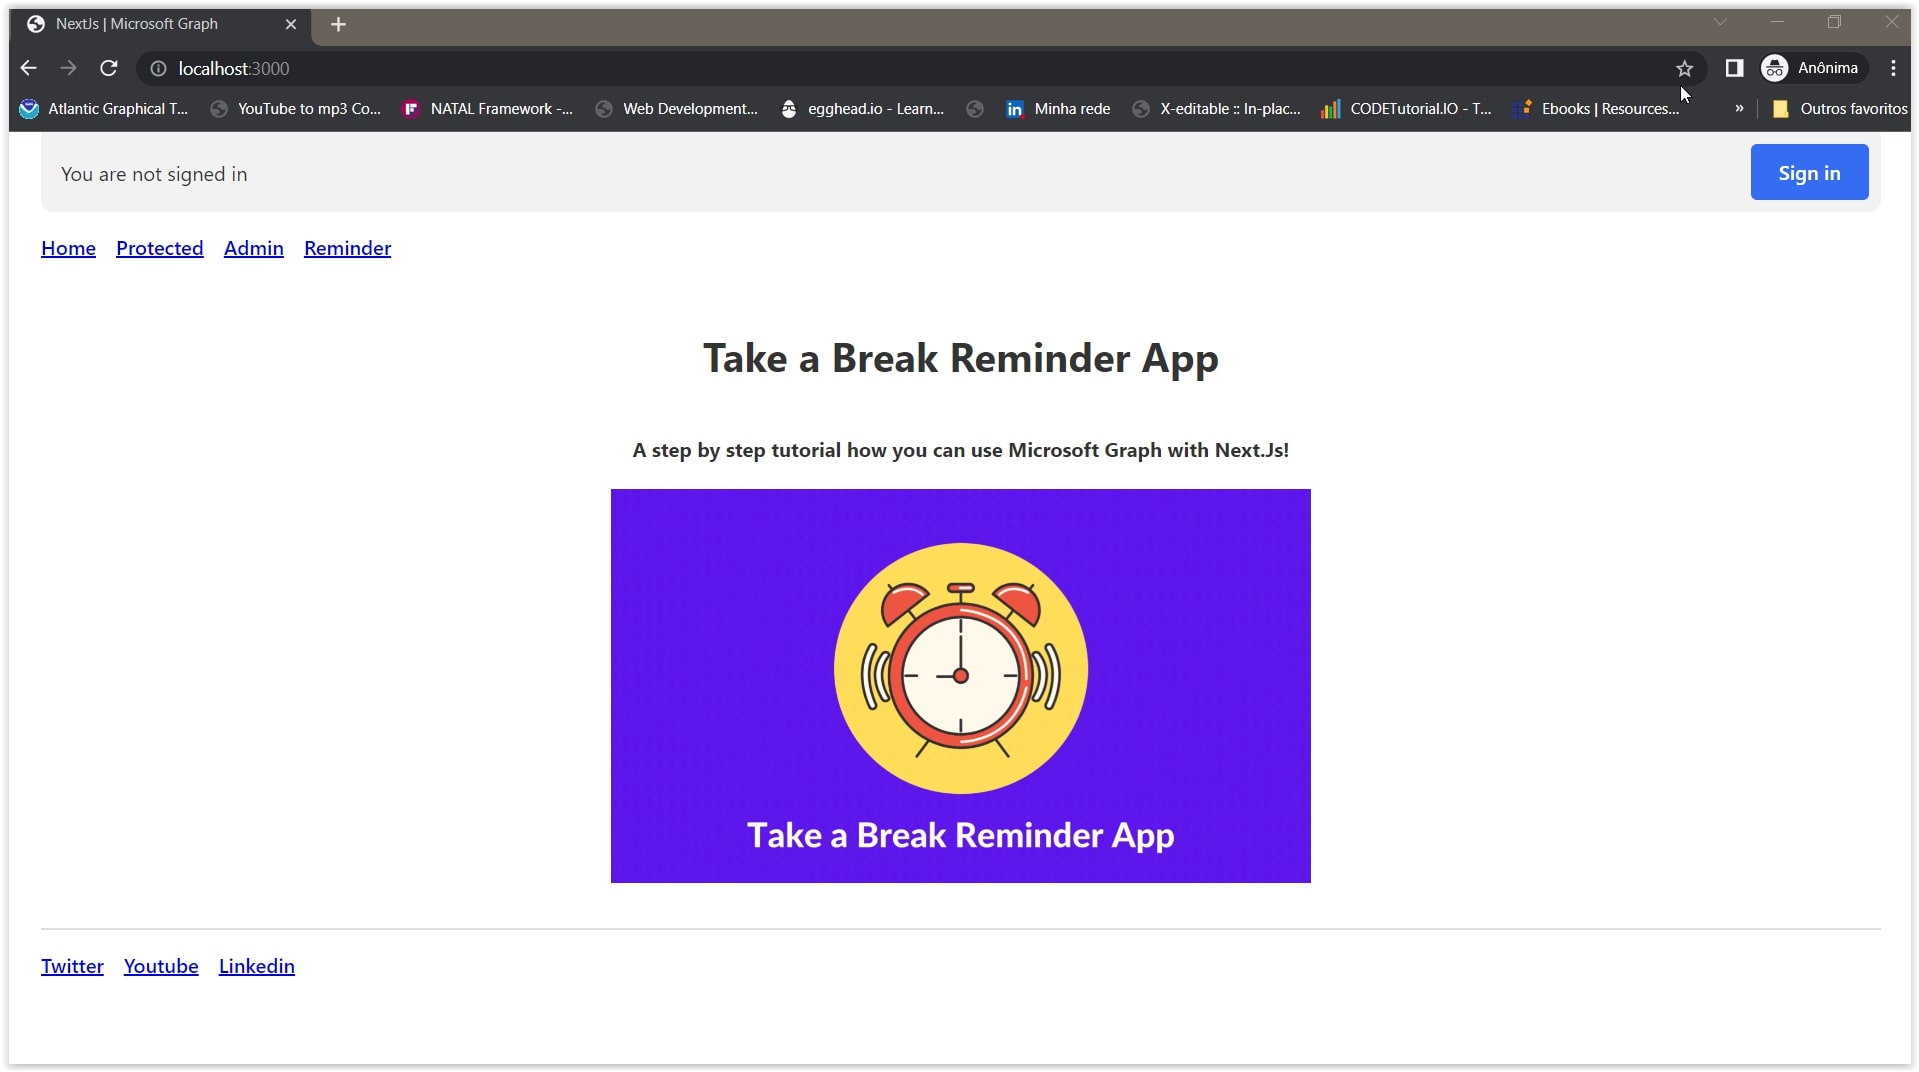 NextJs | Microsoft Graph
localhost:3000
Anônima
Atlantic Graphical T... YouTube to mp3 Co... NATAL Framework -... Web Development... egghead.io - Learn... Minha rede X-editable :: In-plac... CODETutorial.IO - T... Ebooks | Resources... » Outros favoritos
You are not signed in Sign in
Home Protected Admin Reminder
Take a Break Reminder App
A step by step tutorial how you can use Microsoft Graph with Next.Js!
Take a Break Reminder App
Twitter Youtube Linkedin